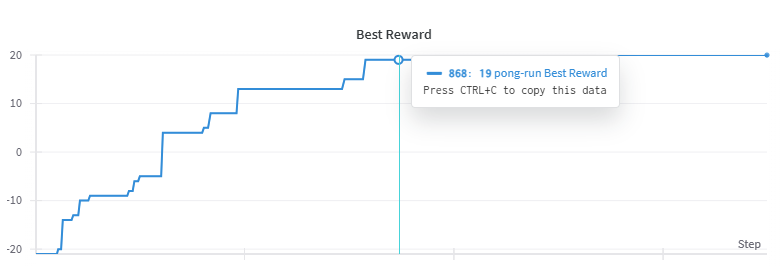 Best Reward
20
10
0
-10
-20
868: 19 pong-run Best Reward
Press CTRL+C to copy this data
Step